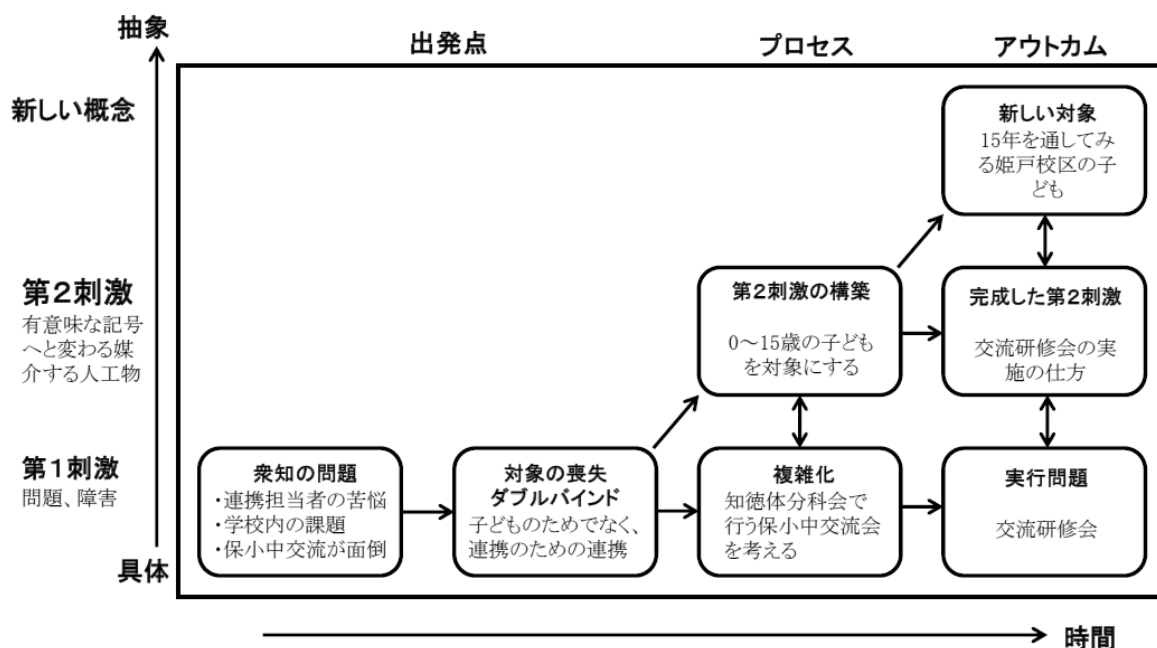 抽象
出発点
プロセス
アウトカム
新しい概念
新しい対象
15年を通してみ
る姫戸校区の子
ども
第2刺激
有意味な記号
へと変わる媒
介する人工物
第2刺激の構築
0～15歳の子ども
を対象にする
完成した第2刺激
交流研修会の実
施の仕方
第1刺激
問題、障害
衆知の問題
・連携担当者の苦悩
・学校内の課題
・保小中交流が面倒
対象の喪失
ダブルバインド
子どものためでなく、
連携のための連携
複雑化
知徳体分科会で
行う保小中交流会
を考える
実行問題
交流研修会
具体
時間